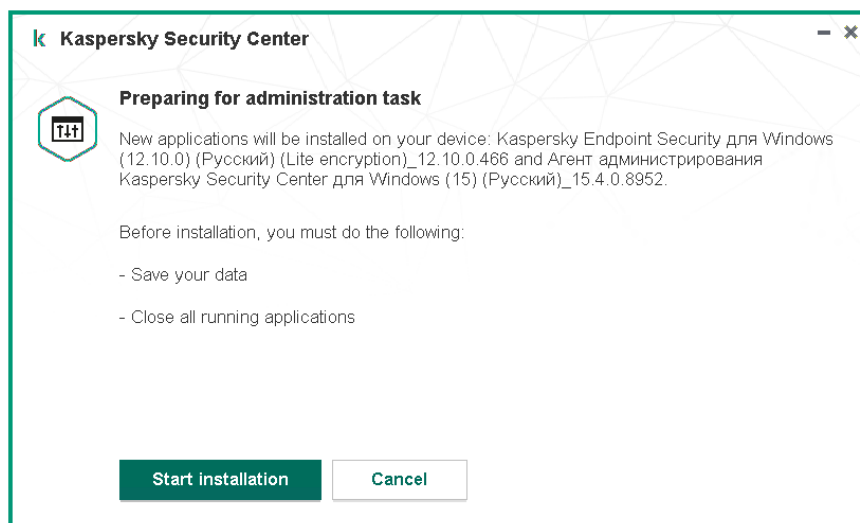 Kaspersky Security Center
Preparing for administration task
New applications will be installed on your device: Kaspersky Endpoint Security для Windows
(12.10.0) (Русский) (Lite encryption)_12.10.0.466 and Агент администрирования
Kaspersky Security Center для Windows (15) (Русский)_15.4.0.8952.
Before installation, you must do the following:
- Save your data
- Close all running applications
Start installation
Cancel